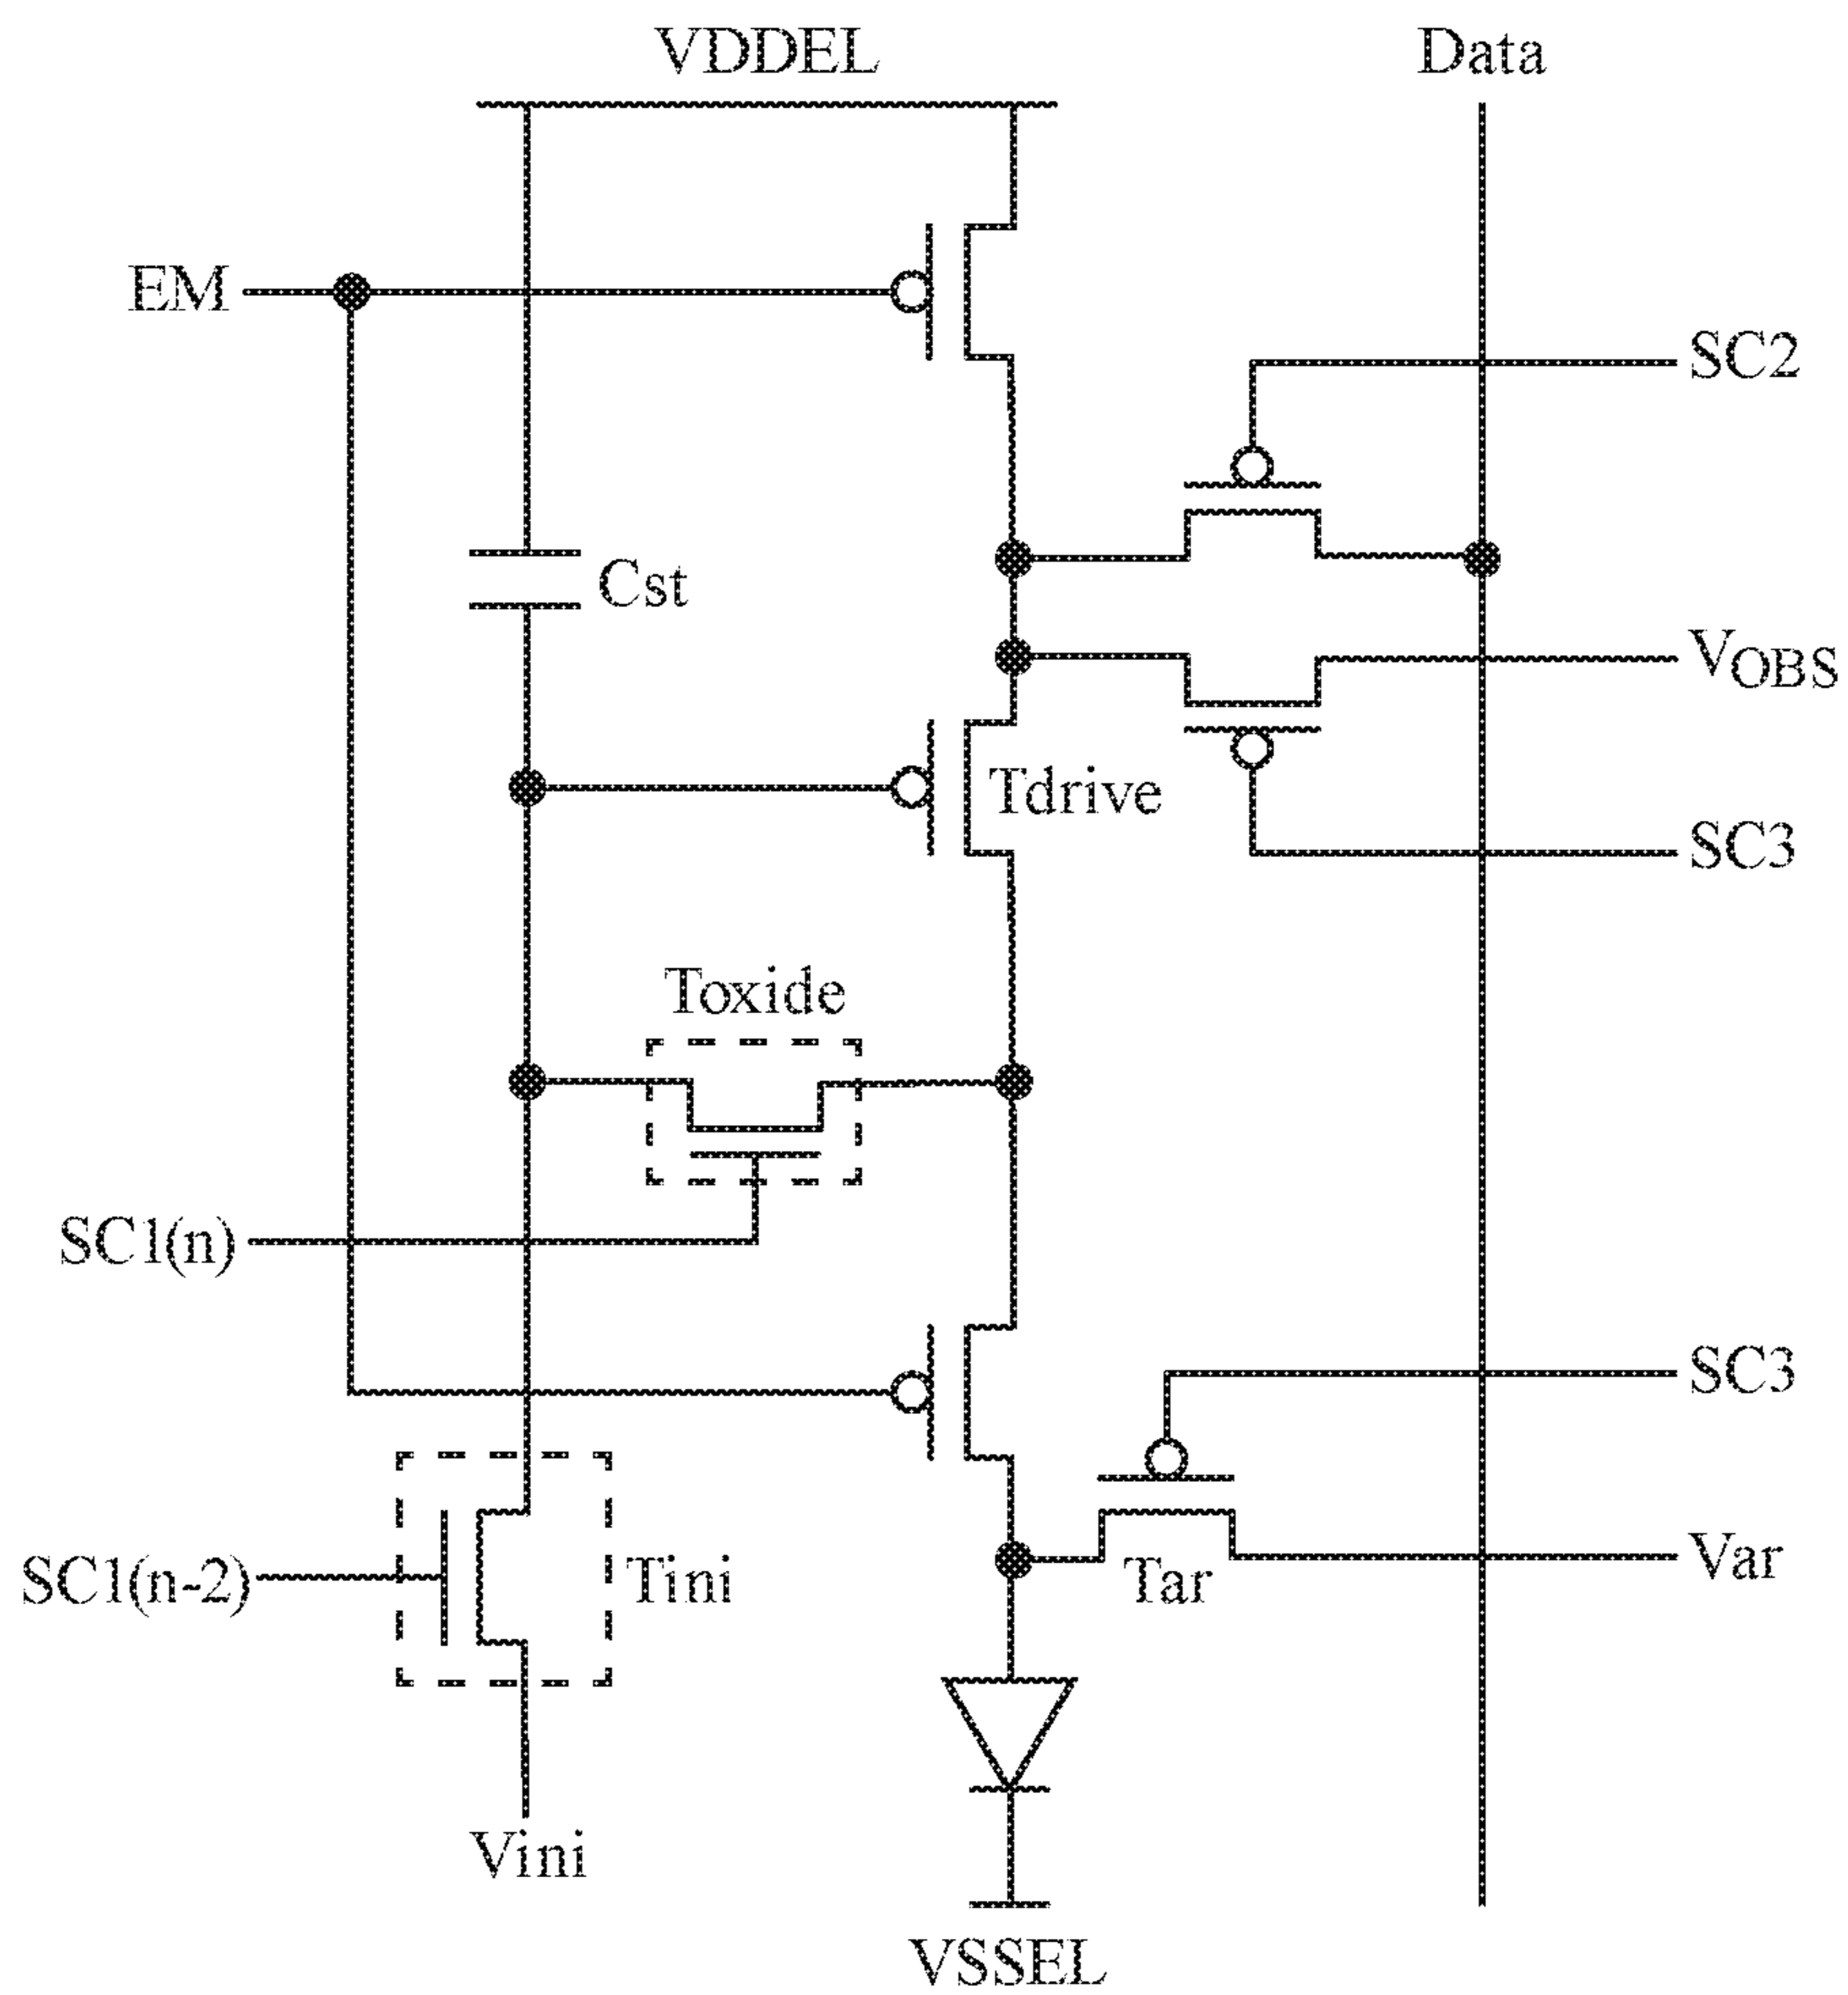 VDDEL
Data
EM
SC2
Cst
VOBS
Tdrive
SC3
Toxide
SC1(n)
SC3
SC1(n-2)
Tini
Tar
Var
Vini
VSSEL